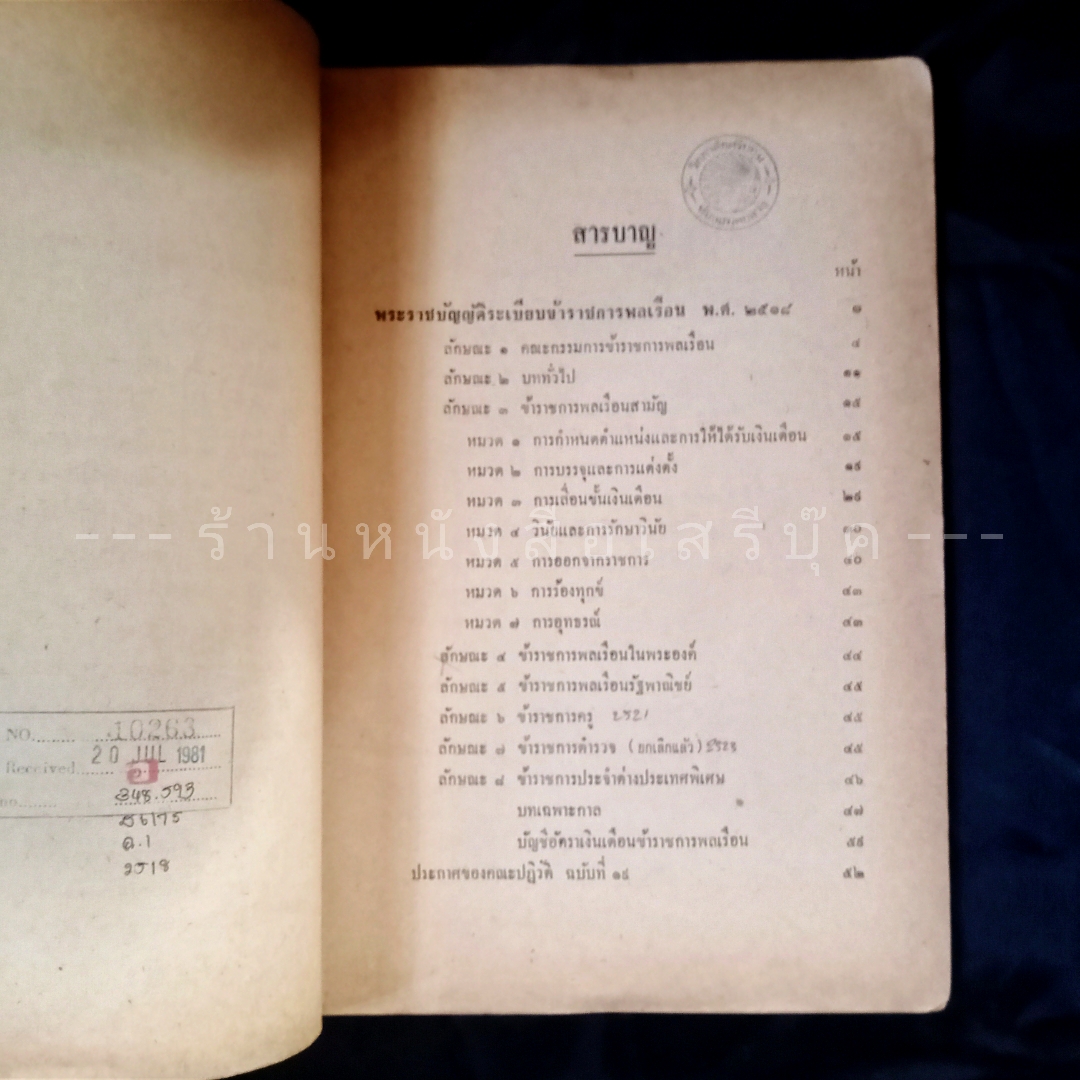 สารบาญ
หน้า
พระราชบัญญัติระเบียบข้าราชการพลเรือน พ.ศ. ๒๕๑๘ ๑
ลักษณะ ๑ คณะกรรมการข้าราชการพลเรือน ๔
ลักษณะ ๒ บททั่วไป ๑๑
ลักษณะ ๓ ข้าราชการพลเรือนสามัญ ๑๕
หมวด ๑ การกำหนดตำแหน่งและการให้ได้รับเงินเดือน ๑๕
หมวด ๒ การบรรจุและการแต่งตั้ง ๑๙
หมวด ๓ การเลื่อนขั้นเงินเดือน ๒๙
--- ร้านหนังสือเสรีบุ๊ค ---
หมวด ๔ วินัยและการรักษาวินัย ๓๐
หมวด ๕ การออกจากราชการ ๔๐
หมวด ๖ การร้องทุกข์ ๔๓
หมวด ๗ การอุทธรณ์ ๔๓
ลักษณะ ๔ ข้าราชการพลเรือนในพระองค์ ๔๔
ลักษณะ ๕ ข้าราชการพลเรือนรัฐพาณิชย์ ๔๕
ลักษณะ ๖ ข้าราชการครู 2521 ๔๕
ลักษณะ ๗ ข้าราชการตำรวจ (ยกเลิกแล้ว) ๔๕
ลักษณะ ๘ ข้าราชการประจำต่างประเทศพิเศษ ๔๖
บทเฉพาะกาล ๔๗
บัญชีอัตราเงินเดือนข้าราชการพลเรือน ๕๑
ประกาศของคณะปฏิวัติ ฉบับที่ ๑๙ ๕๒
NO. 10263
Received 20 JUL 1981
no. 348.593
ฉ.1
2518